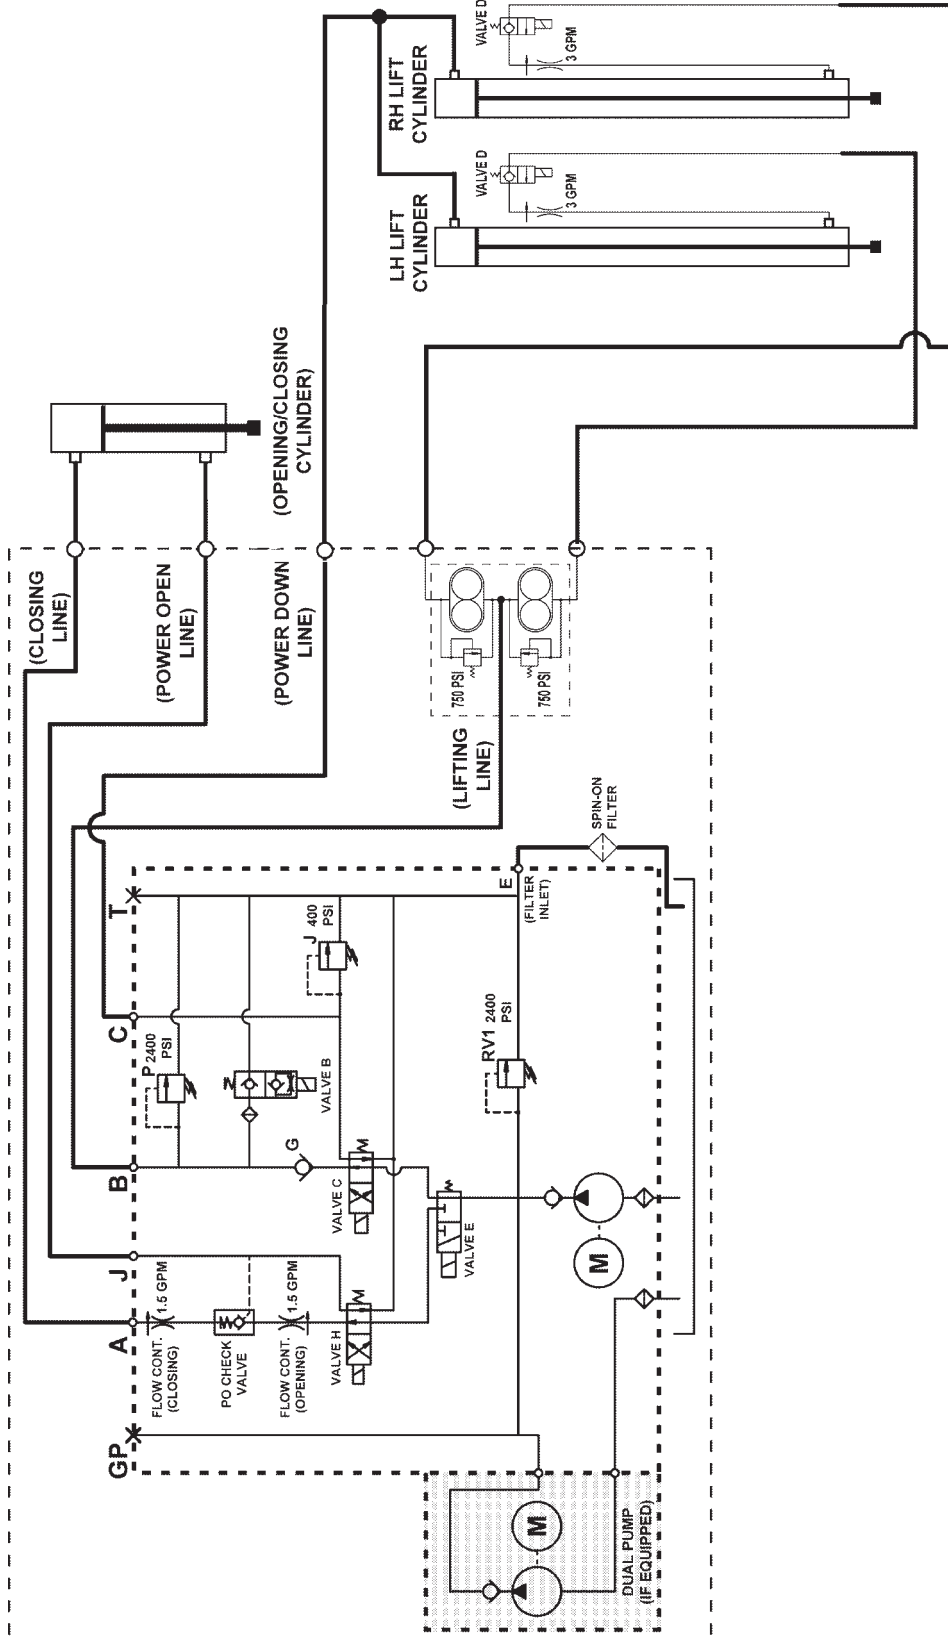 VALVE D
3 GPM
RH LIFT
CYLINDER
VALVE D
3 GPM
LH LIFT
CYLINDER
(OPENING/CLOSING
CYLINDER)
(CLOSING
LINE)
(POWER OPEN
LINE)
(POWER DOWN
LINE)
750 PSI
750 PSI
(LIFTING
LINE)
SPIN-ON
FILTER
T
E
(FILTER
INLET)
J 400
PSI
C
P 2400
PSI
RV1 2400
PSI
VALVE B
B
G
VALVE C
VALVE E
J
1.5 GPM
1.5 GPM
A
FLOW CONT.
(CLOSING)
PO CHECK
VALVE
FLOW CONT.
(OPENING)
VALVE H
M
GP
M
DUAL PUMP
(IF EQUIPPED)